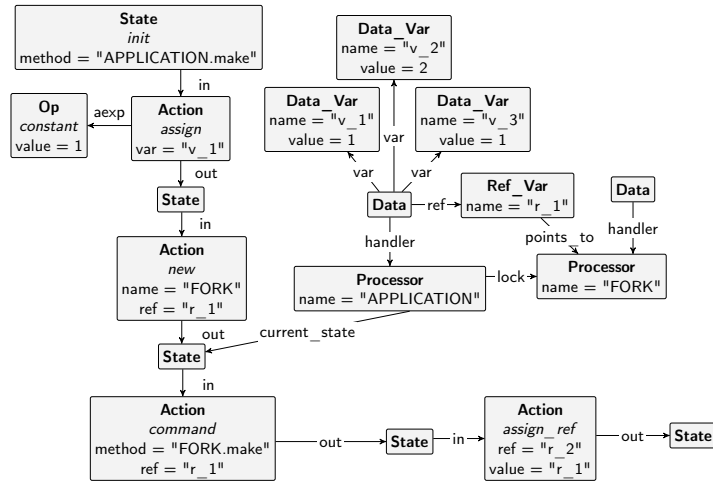 State
init
method = "APPLICATION.make"
in
Op
constant
value = 1
aexp
Action
assign
var = "v_1"
out
State
in
Action
new
name = "FORK"
ref = "r_1"
out
State
in
Action
command
method = "FORK.make"
ref = "r_1"
out
State
in
Action
assign_ref
ref = "r_2"
value = "r_1"
out
State
Data_Var
name = "v_2"
value = 2
Data_Var
name = "v_1"
value = 1
Data_Var
name = "v_3"
value = 1
var
var
var
Data
ref
Ref_Var
name = "r_1"
Data
handler
points_to
handler
Processor
name = "APPLICATION"
lock
Processor
name = "FORK"
current_state